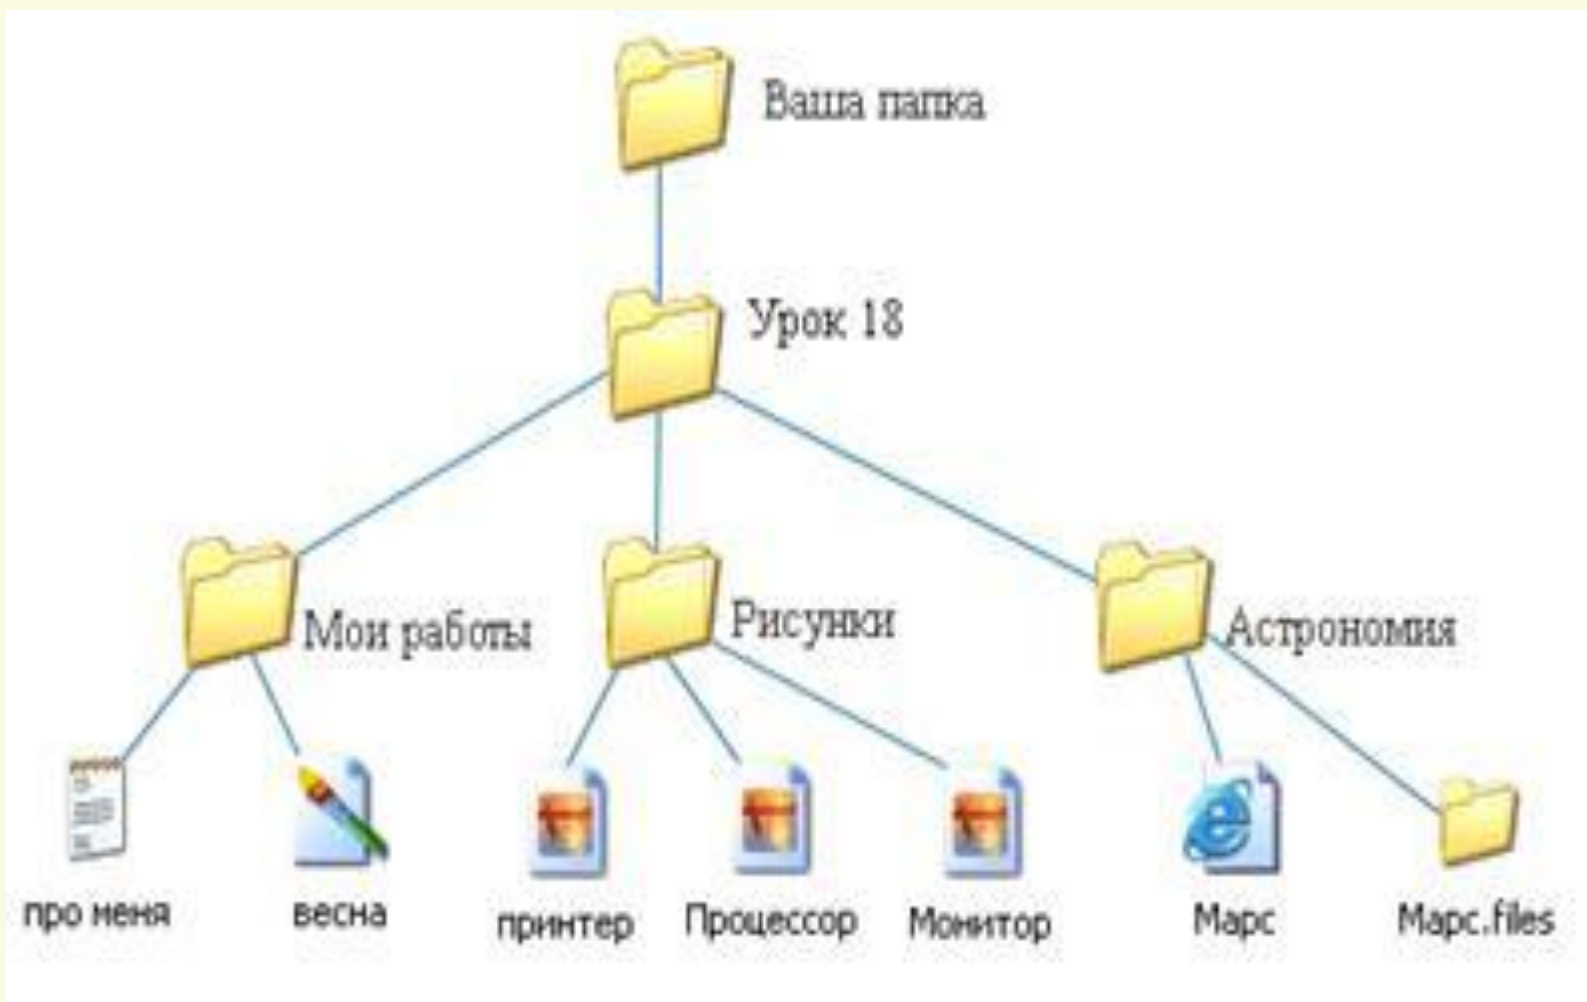 Ваша папка
Урок 18
Мои работы
Рисунки
Астрономия
про меня
весна
принтер
Процессор
Монитор
Марс
Марс.files